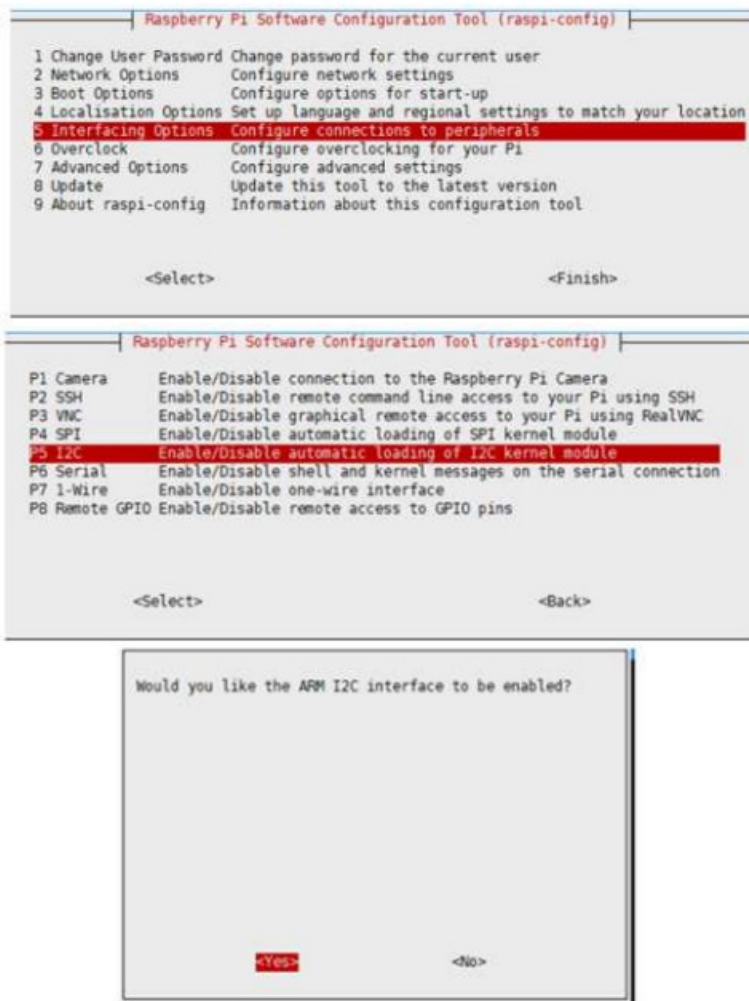 Raspberry Pi Software Configuration Tool (raspi-config)
1 Change User Password Change password for the current user
2 Network Options Configure network settings
3 Boot Options Configure options for start-up
4 Localisation Options Set up language and regional settings to match your location
5 Interfacing Options Configure connections to peripherals
6 Overclock Configure overclocking for your Pi
7 Advanced Options Configure advanced settings
8 Update Update this tool to the latest version
9 About raspi-config Information about this configuration tool
<Select> <Finish>
Raspberry Pi Software Configuration Tool (raspi-config)
P1 Camera Enable/Disable connection to the Raspberry Pi Camera
P2 SSH Enable/Disable remote command line access to your Pi using SSH
P3 VNC Enable/Disable graphical remote access to your Pi using RealVNC
P4 SPI Enable/Disable automatic loading of SPI kernel module
P5 I2C Enable/Disable automatic loading of I2C kernel module
P6 Serial Enable/Disable shell and kernel messages on the serial connection
P7 1-Wire Enable/Disable one-wire interface
P8 Remote GPIO Enable/Disable remote access to GPIO pins
<Select> <Back>
Would you like the ARM I2C interface to be enabled?
<Yes> <No>